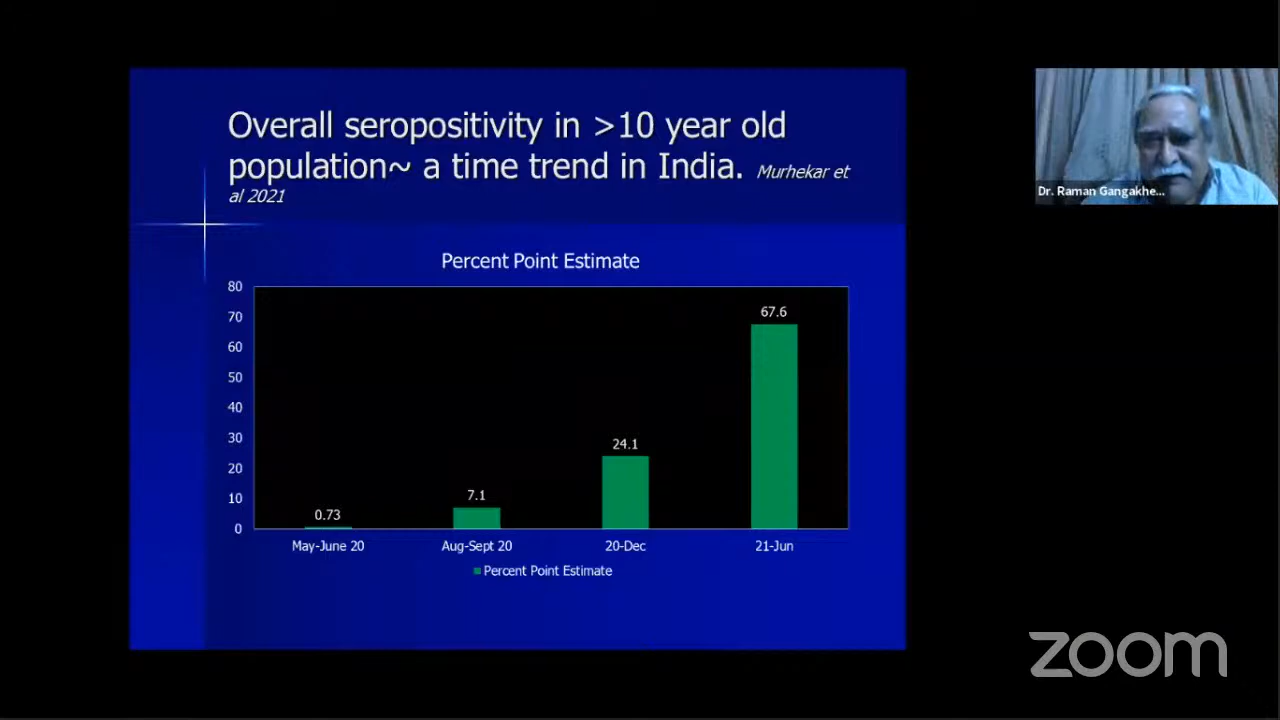 Overall seropositivity in >10 year old
population~ a time trend in India. Murhekar et
al 2021
Percent Point Estimate
80
70
60
50
40
30
20
10
0
0.73
7.1
24.1
67.6
May-June 20
Aug-Sept 20
20-Dec
21-Jun
Percent Point Estimate
Dr. Raman Gangakhe...
zoom